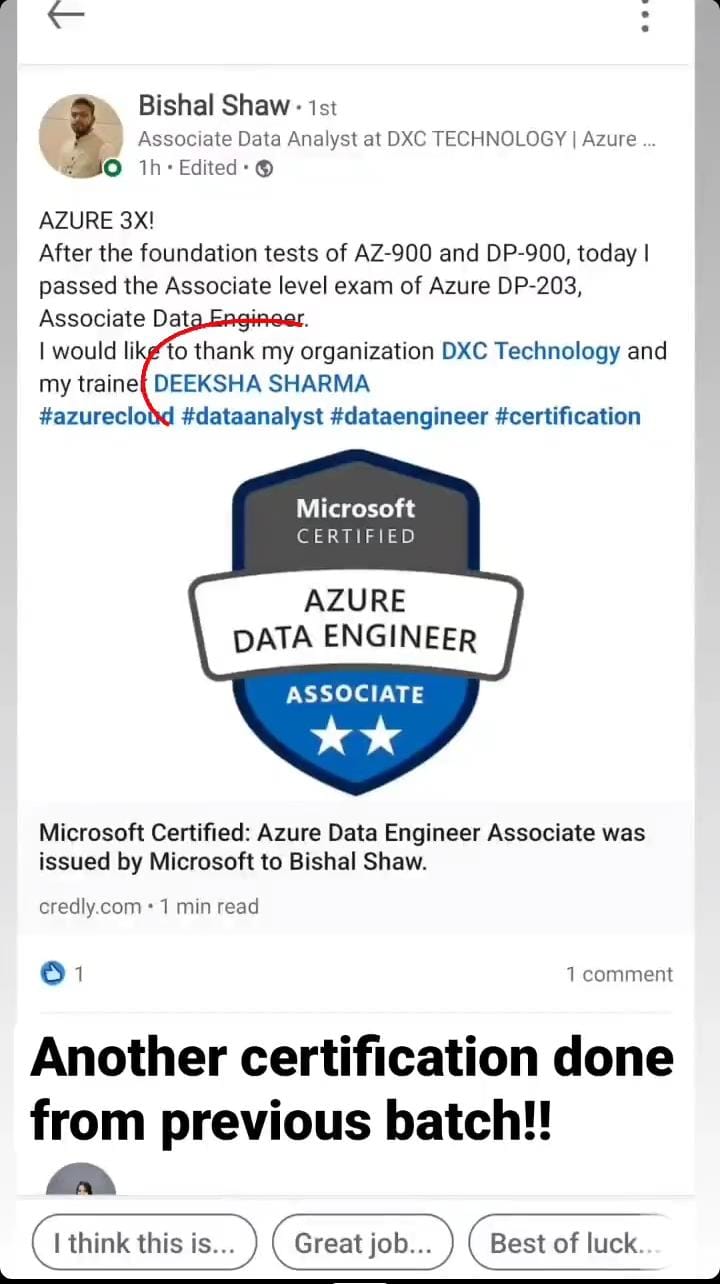 Bishal Shaw • 1st
Associate Data Analyst at DXC TECHNOLOGY | Azure ...
1h • Edited •
AZURE 3X!
After the foundation tests of AZ-900 and DP-900, today I
passed the Associate level exam of Azure DP-203,
Associate Data Engineer.
I would like to thank my organization DXC Technology and
my trainer DEEKSHA SHARMA
#azurecloud #dataanalyst #dataengineer #certification
Microsoft
CERTIFIED
AZURE
DATA ENGINEER
ASSOCIATE
Microsoft Certified: Azure Data Engineer Associate was
issued by Microsoft to Bishal Shaw.
credly.com • 1 min read
1 1 comment
Another certification done
from previous batch!!
I think this is... Great job... Best of luck...